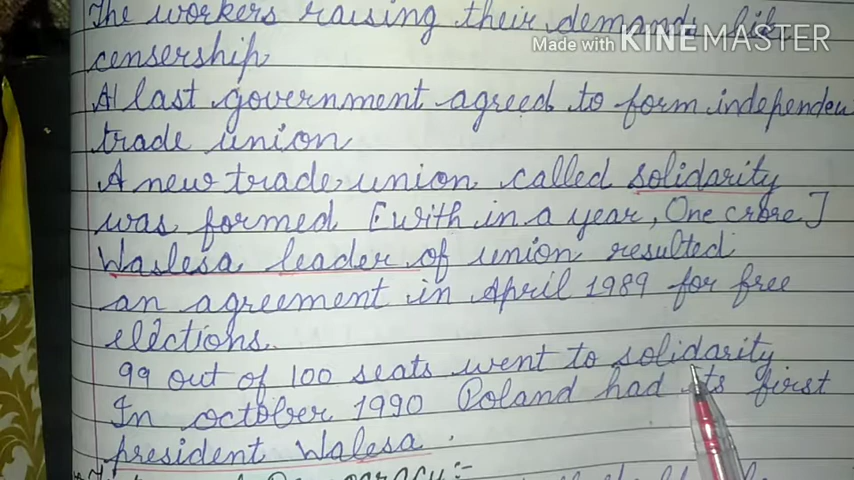 The workers raising their demands like
Made with KINEMASTER
censership
At last government agreed to form independen
trade union
A new trade union called solidarity
was formed [with in a year, One crore]
Waslesa leader of union resulted
an agreement in April 1989 for free
elections.
99 out of 100 seats went to solidarity
In october 1990 Poland had its first
president Walesa.